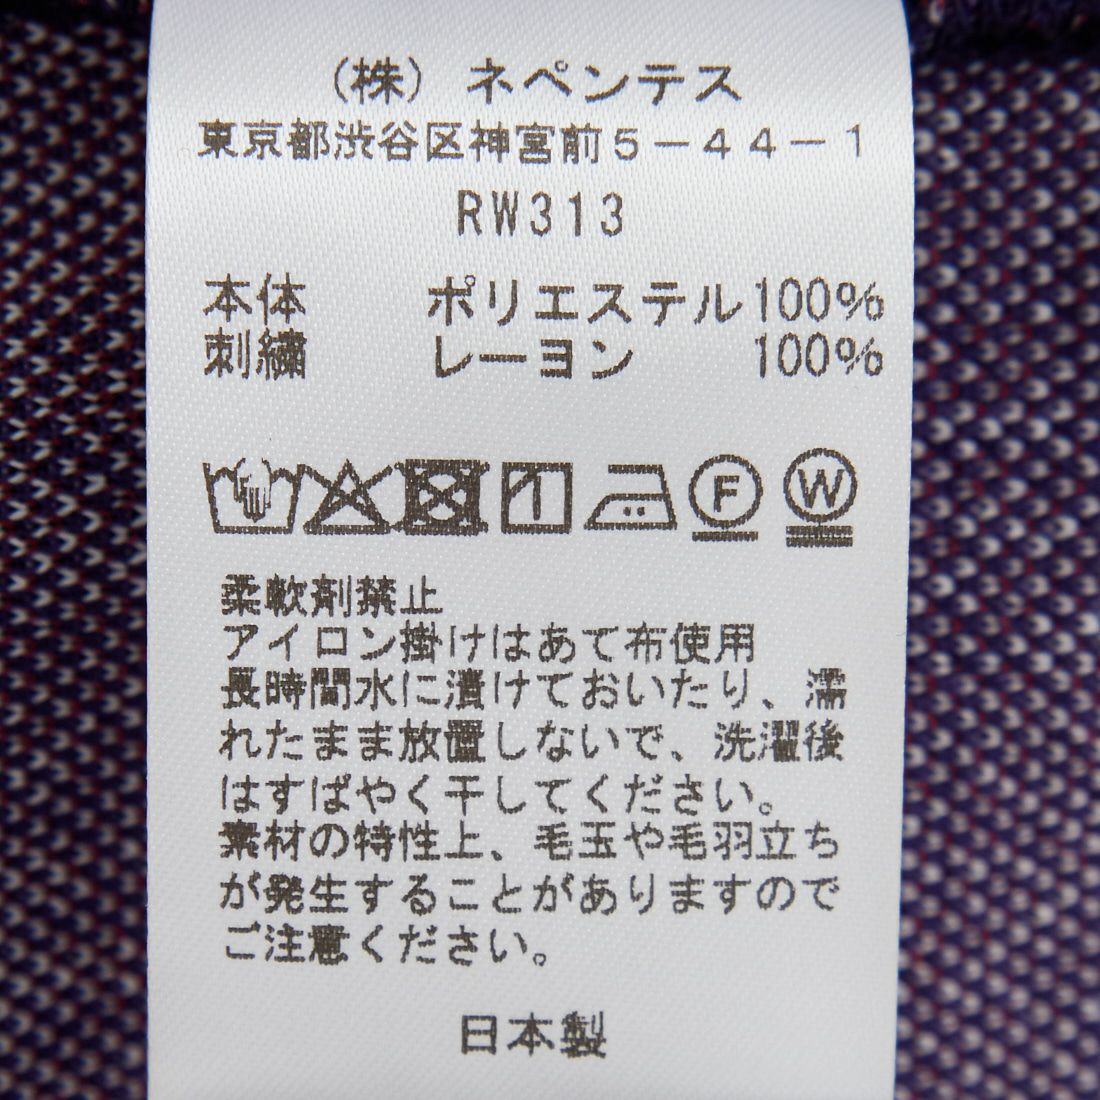 (株) ネペンテス
東京都渋谷区神宮前5-44-1
RW313
本体 ポリエステル100%
刺繍 レーヨン 100%
F W
柔軟剤禁止
アイロン掛けはあて布使用
長時間水に漬けておいたり、濡
れたまま放置しないで、洗濯後
はすばやく干してください。
素材の特性上、毛玉や毛羽立ち
が発生することがありますので
ご注意ください。
日本製